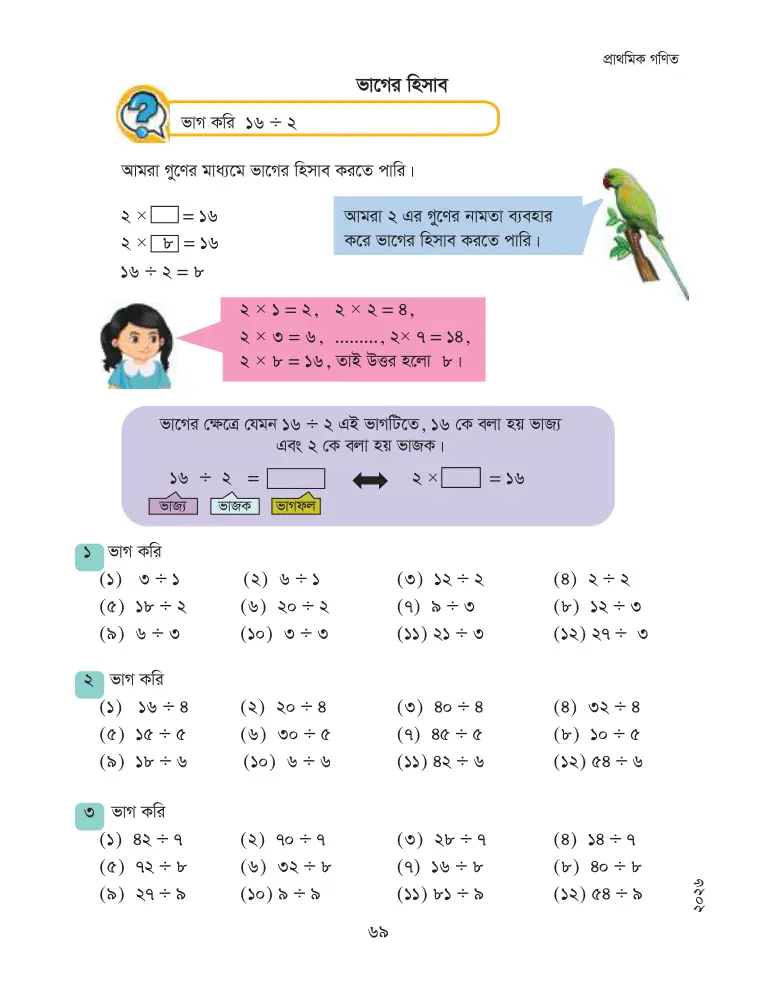 প্রাথমিক গণিত
ভাগের হিসাব
ভাগ করি ১৬ ÷ ২
আমরা গুণের মাধ্যমে ভাগের হিসাব করতে পারি।
২ × = ১৬
২ × ৮ = ১৬
১৬ ÷ ২ = ৮
আমরা ২ এর গুণের নামতা ব্যবহার
করে ভাগের হিসাব করতে পারি।
২ × ১ = ২, ২ × ২ = ৪,
২ × ৩ = ৬, ........., ২× ৭ = ১৪,
২ × ৮ = ১৬, তাই উত্তর হলো ৮।
ভাগের ক্ষেত্রে যেমন ১৬ ÷ ২ এই ভাগটিতে, ১৬ কে বলা হয় ভাজ্য
এবং ২ কে বলা হয় ভাজক।
১৬ ÷ ২ = ২ × = ১৬
ভাজ্য ভাজক ভাগফল
১ ভাগ করি
(১) ৩ ÷ ১ (২) ৬ ÷ ১ (৩) ১২ ÷ ২ (৪) ২ ÷ ২
(৫) ১৮ ÷ ২ (৬) ২০ ÷ ২ (৭) ৯ ÷ ৩ (৮) ১২ ÷ ৩
(৯) ৬ ÷ ৩ (১০) ৩ ÷ ৩ (১১) ২১ ÷ ৩ (১২) ২৭ ÷ ৩
২ ভাগ করি
(১) ১৬ ÷ ৪ (২) ২০ ÷ ৪ (৩) ৪০ ÷ ৪ (৪) ৩২ ÷ ৪
(৫) ১৫ ÷ ৫ (৬) ৩০ ÷ ৫ (৭) ৪৫ ÷ ৫ (৮) ১০ ÷ ৫
(৯) ১৮ ÷ ৬ (১০) ৬ ÷ ৬ (১১) ৪২ ÷ ৬ (১২) ৫৪ ÷ ৬
৩ ভাগ করি
(১) ৪২ ÷ ৭ (২) ৭০ ÷ ৭ (৩) ২৮ ÷ ৭ (৪) ১৪ ÷ ৭
(৫) ৭২ ÷ ৮ (৬) ৩২ ÷ ৮ (৭) ১৬ ÷ ৮ (৮) ৪০ ÷ ৮
(৯) ২৭ ÷ ৯ (১০) ৯ ÷ ৯ (১১) ৮১ ÷ ৯ (১২) ৫৪ ÷ ৯
২০২৬
৬৯